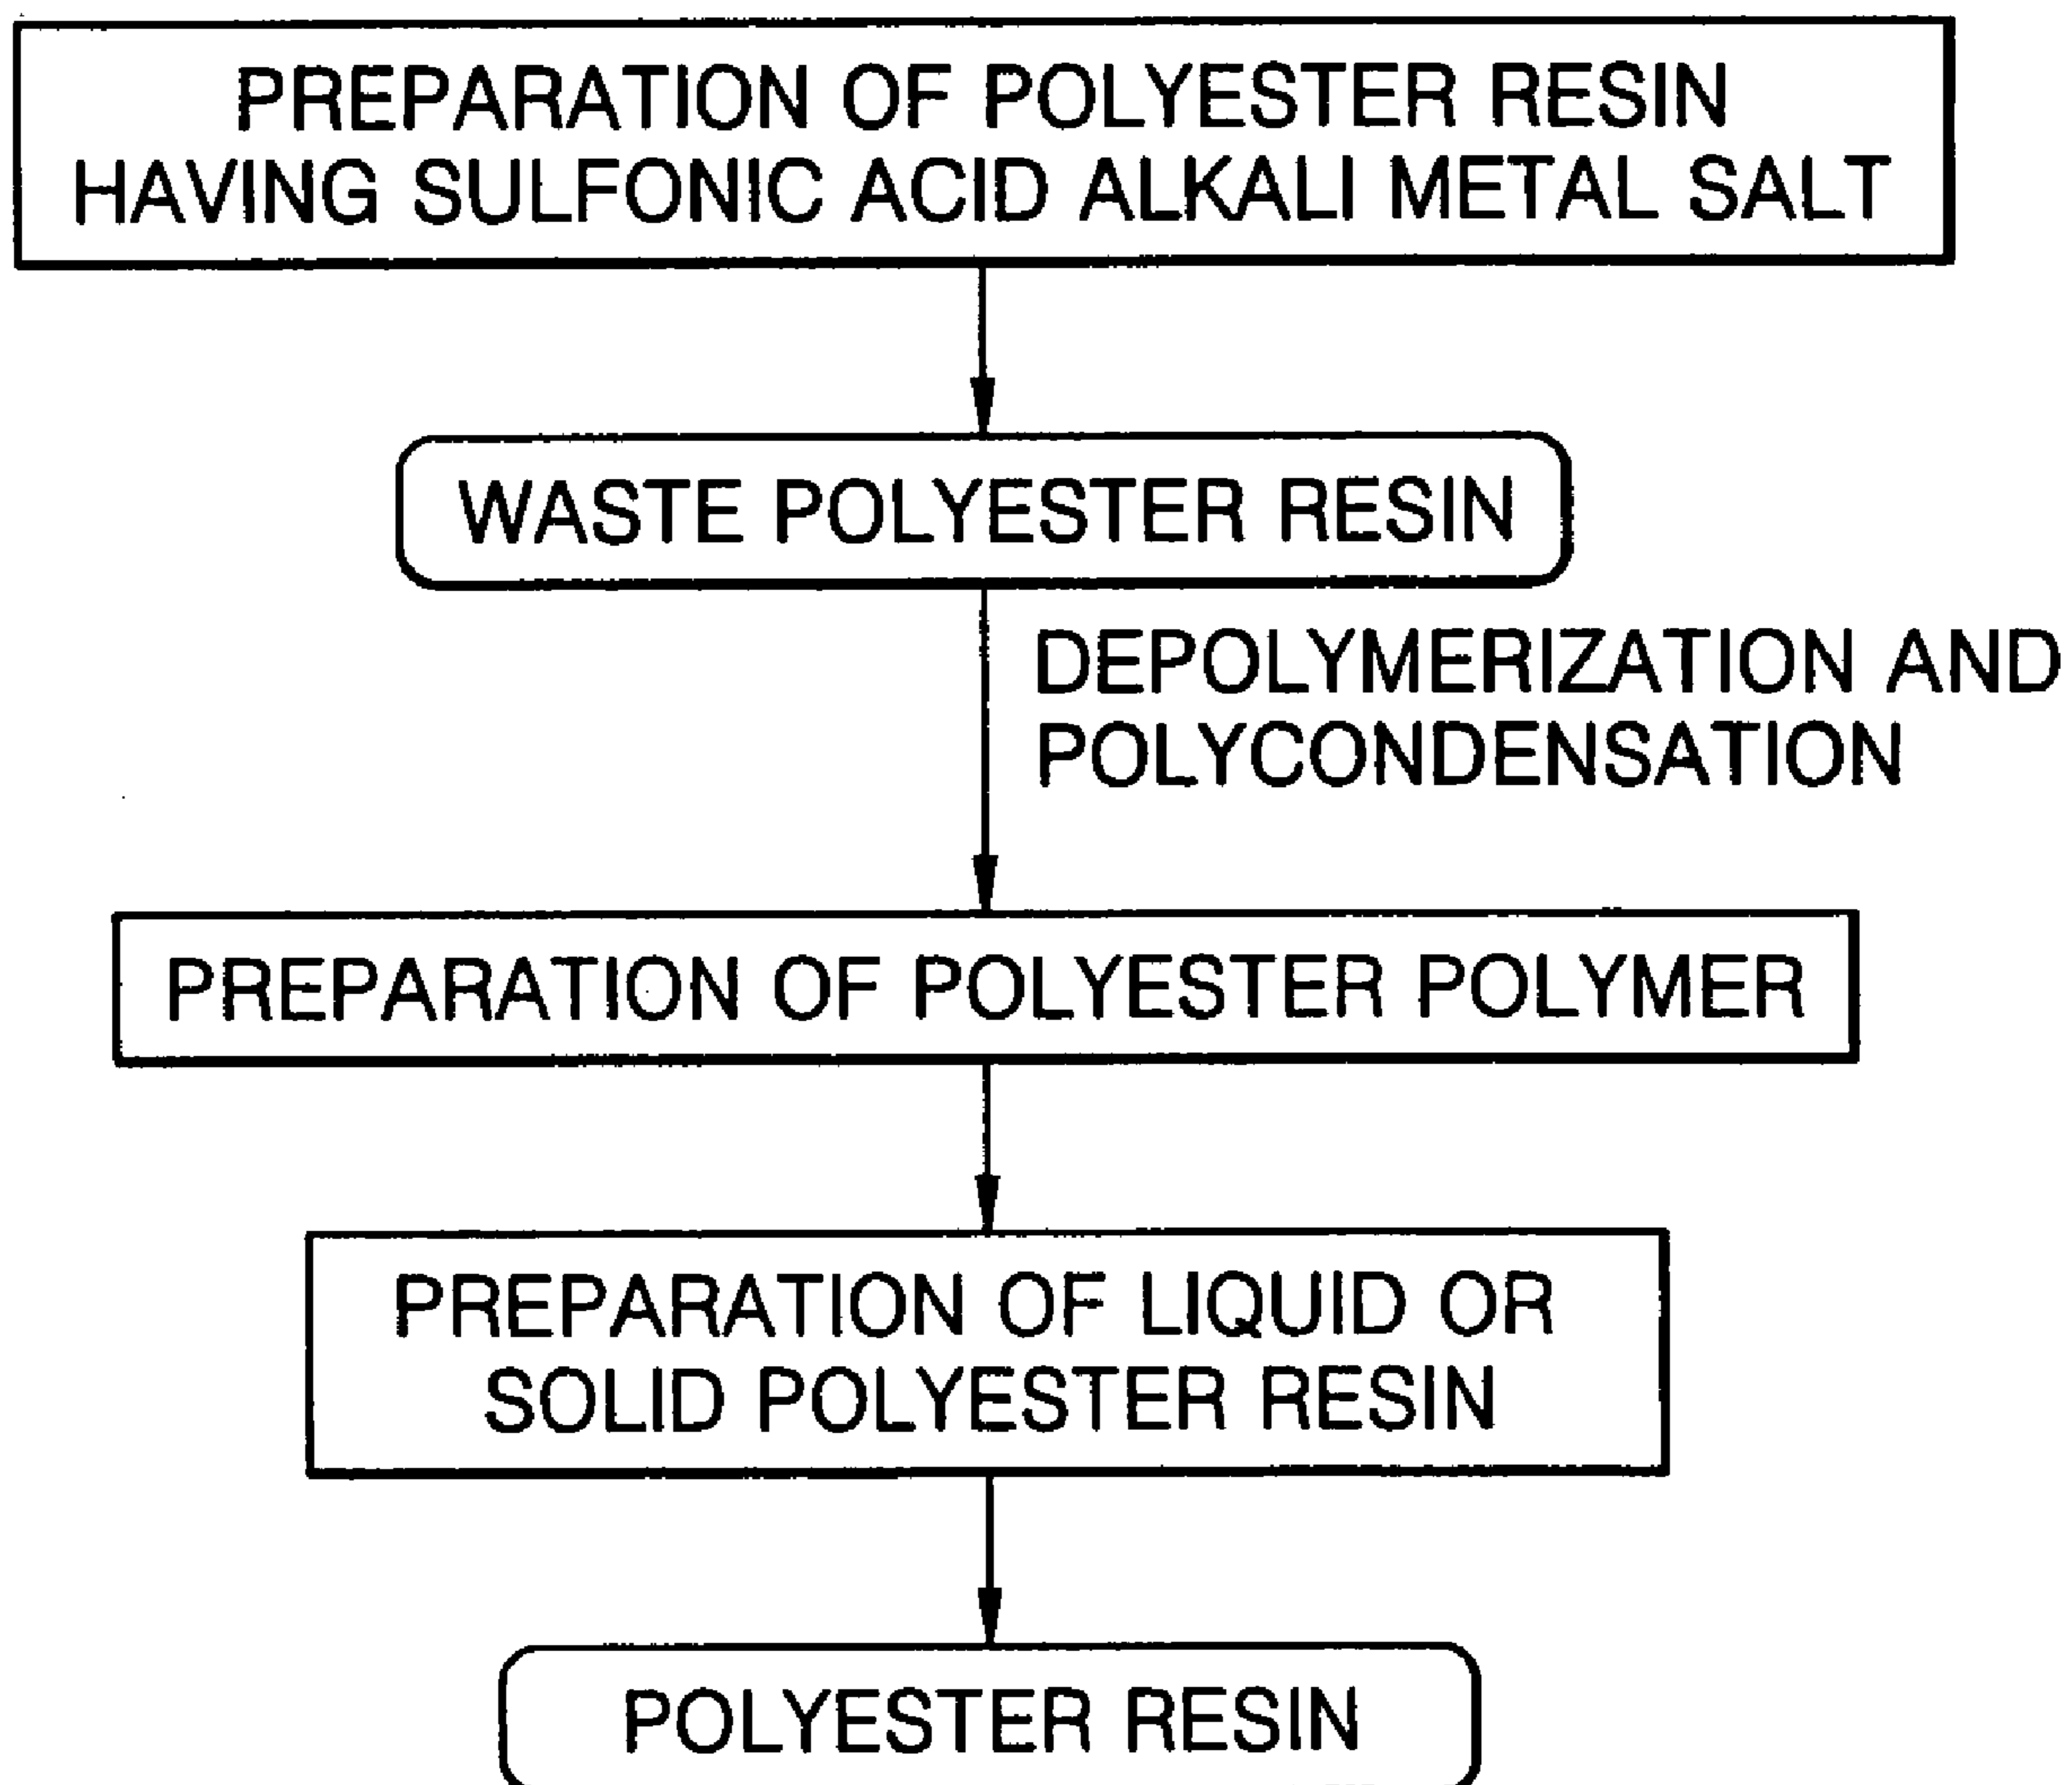 PREPARATION OF POLYESTER RESIN
HAVING SULFONIC ACID ALKALI METAL SALT
WASTE POLYESTER RESIN
DEPOLYMERIZATION AND
POLYCONDENSATION
PREPARATION OF POLYESTER POLYMER
PREPARATION OF LIQUID OR
SOLID POLYESTER RESIN
POLYESTER RESIN